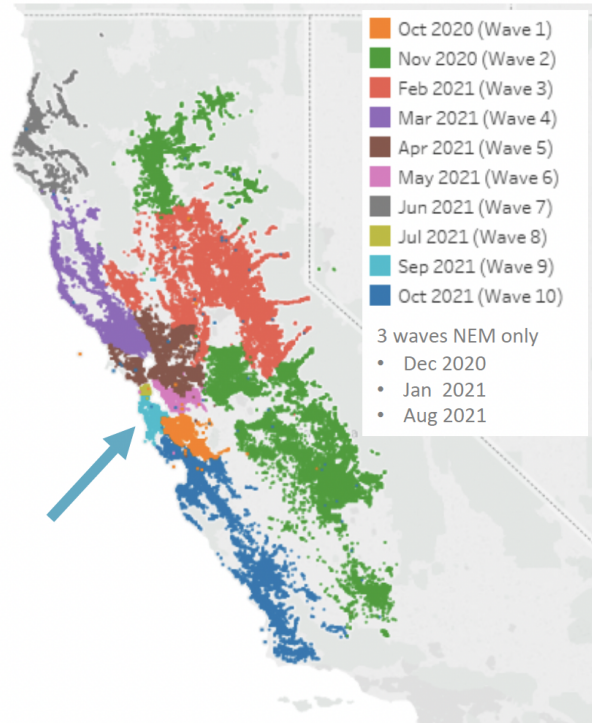 Oct 2020 (Wave 1)
Nov 2020 (Wave 2)
Feb 2021 (Wave 3)
Mar 2021 (Wave 4)
Apr 2021 (Wave 5)
May 2021 (Wave 6)
Jun 2021 (Wave 7)
Jul 2021 (Wave 8)
Sep 2021 (Wave 9)
Oct 2021 (Wave 10)
3 waves NEM only
• Dec 2020
• Jan 2021
• Aug 2021